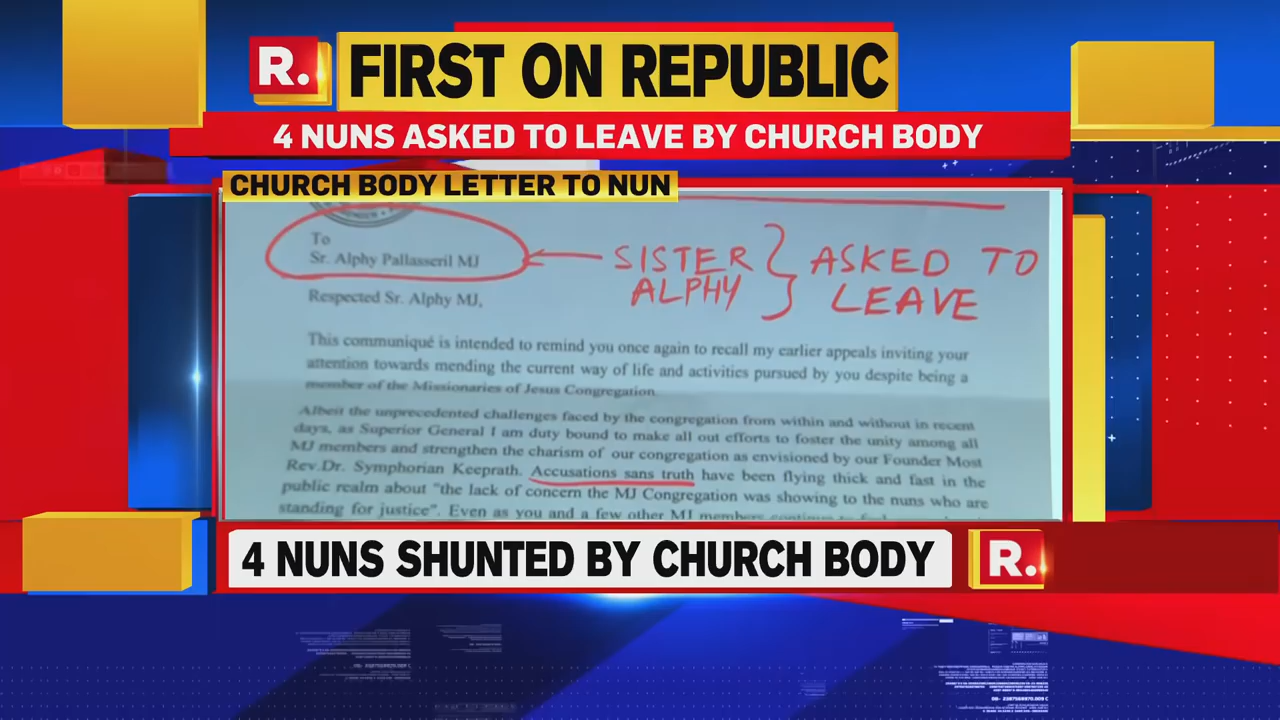 R. FIRST ON REPUBLIC
4 NUNS ASKED TO LEAVE BY CHURCH BODY
CHURCH BODY LETTER TO NUN
To
Sr. Alphy Pallasseril MJ
SISTER ALPHY
ASKED TO LEAVE
Respected Sr. Alphy MJ,
This communiqué is intended to remind you once again to recall my earlier appeals inviting your
attention towards mending the current way of life and activities pursued by you despite being a
member of the Missionaries of Jesus Congregation.
Albeit the unprecedented challenges faced by the congregation from within and without in recent
days, as Superior General I am duty bound to make all out efforts to foster the unity among all
MJ members and strengthen the charism of our congregation as envisioned by our Founder Most
Rev.Dr. Symphorian Keeprath. Accusations sans truth have been flying thick and fast in the
public realm about "the lack of concern the MJ Congregation was showing to the nuns who are
standing for justice". Even as you and a few other MJ members continue to
4 NUNS SHUNTED BY CHURCH BODY R.